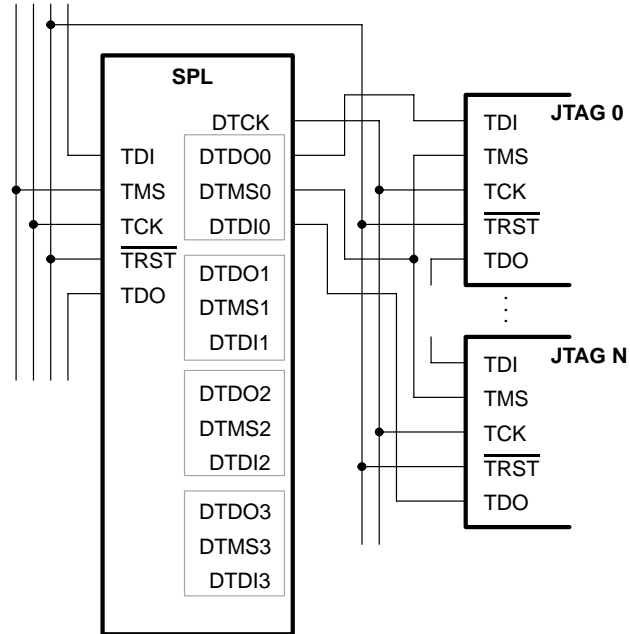 SPL
DTCK
TDI
TMS
TCK
TRST
TDO
DTDO0
DTMS0
DTDI0
DTDO1
DTMS1
DTDI1
DTDO2
DTMS2
DTDI2
DTDO3
DTMS3
DTDI3
JTAG 0
TDI
TMS
TCK
TRST
TDO
JTAG N
TDI
TMS
TCK
TRST
TDO